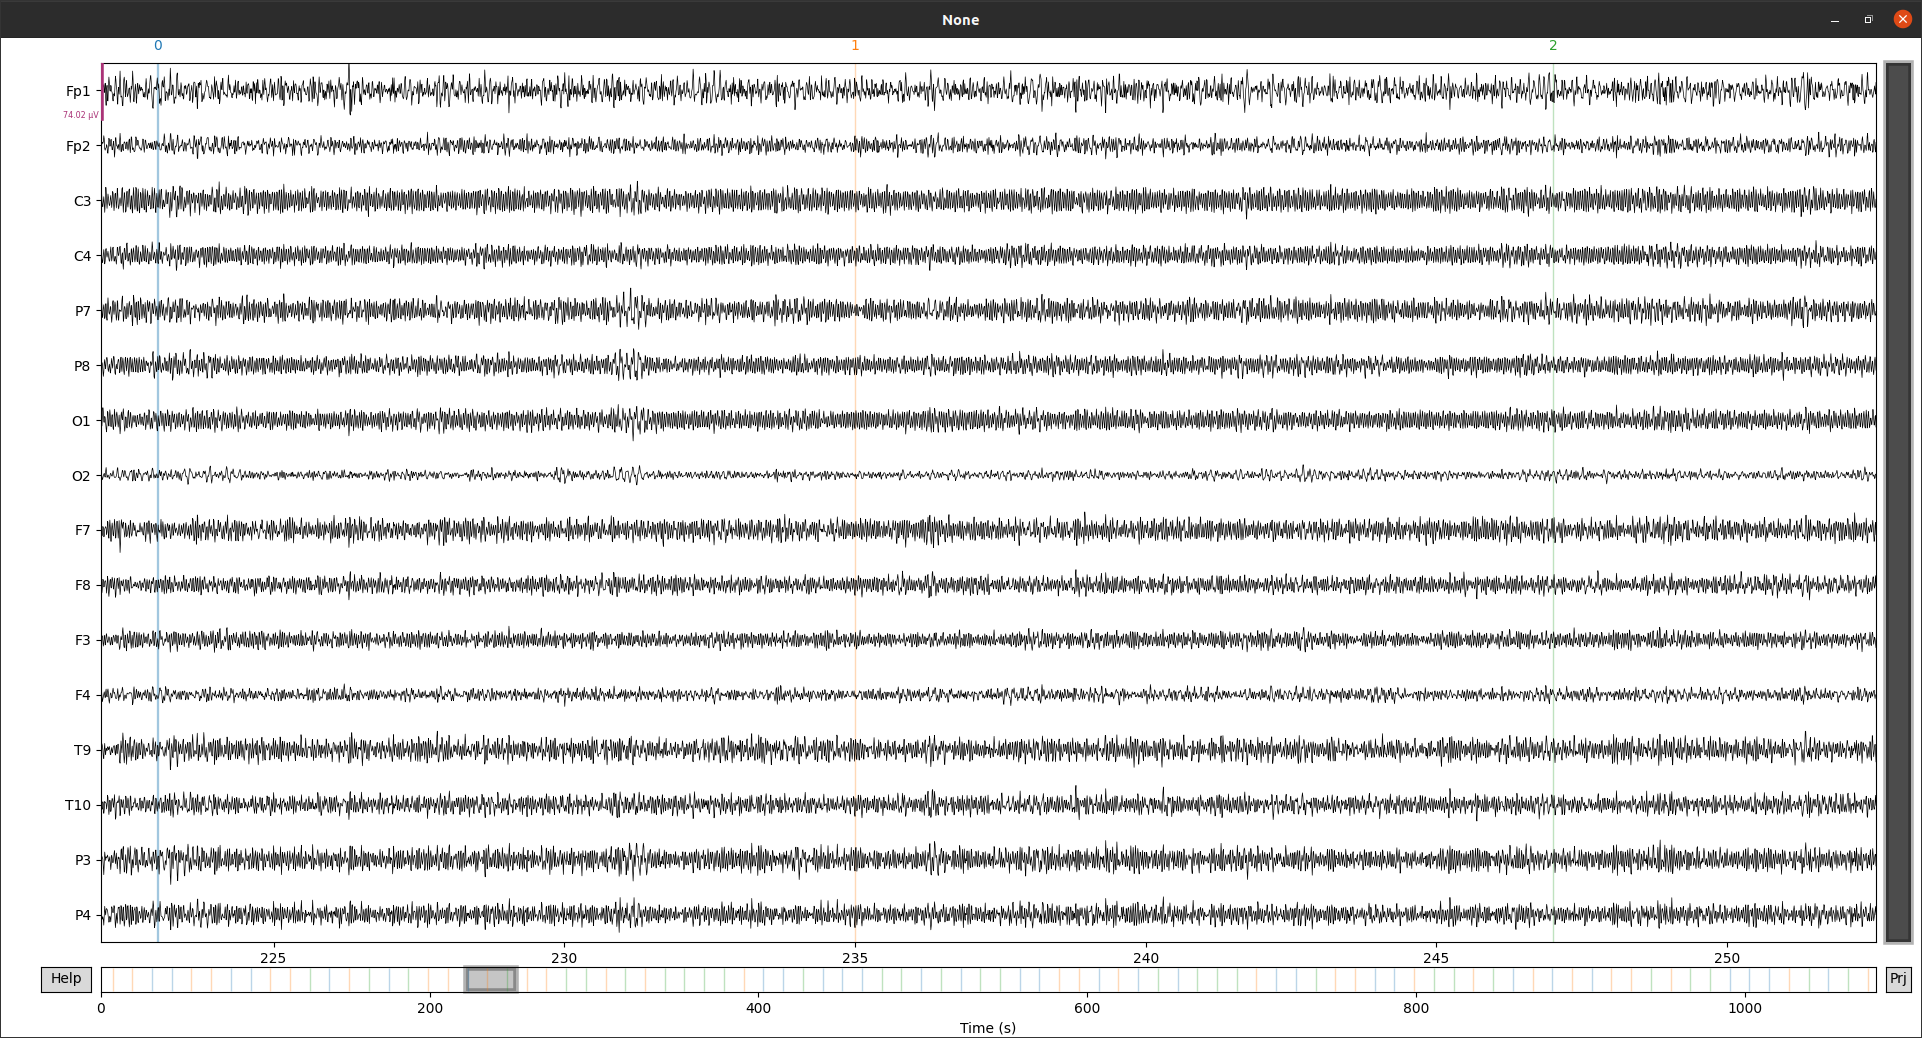 None
0 1 2
Fp1
74.02 µV
Fp2
C3
C4
P7
P8
O1
O2
F7
F8
F3
F4
T9
T10
P3
P4
225 230 235 240 245 250
Help Prj
0 200 400 600 800 1000
Time (s)